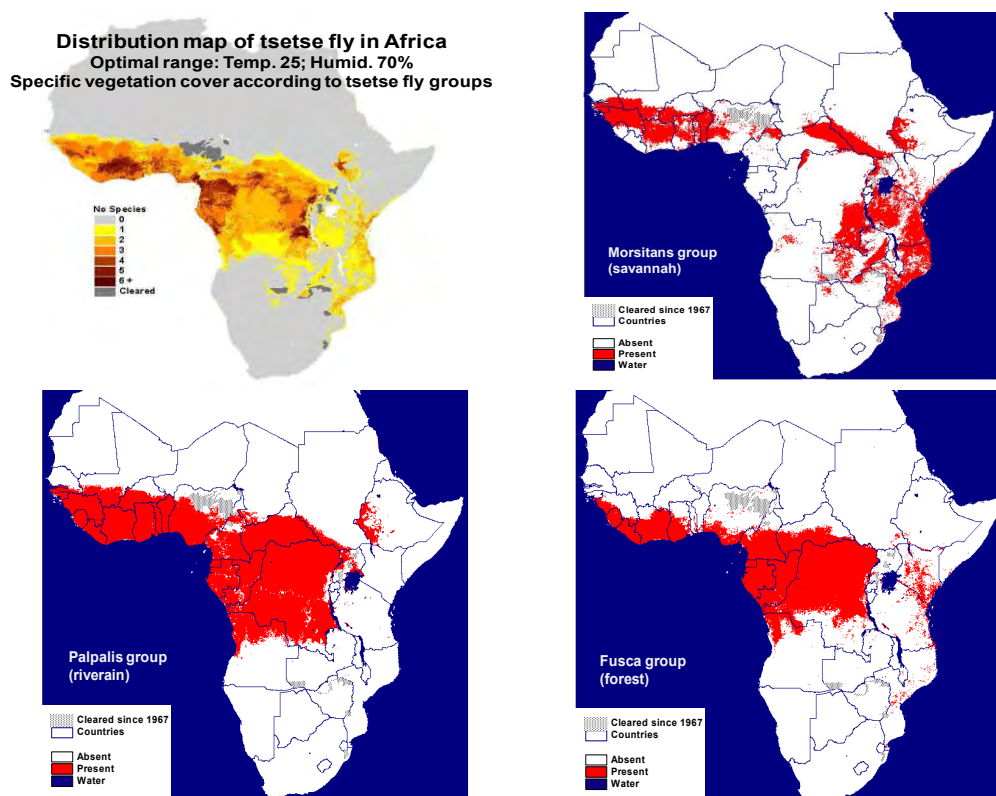 Distribution map of tsetse fly in Africa
Optimal range: Temp. 25; Humid. 70%
Specific vegetation cover according to tsetse fly groups
No Species
0
1
2
3
4
5
6 +
Cleared
Morsitans group
(savannah)
Cleared since 1967
Countries
Absent
Present
Water
Palpalis group
(riverain)
Cleared since 1967
Countries
Absent
Present
Water
Fusca group
(forest)
Cleared since 1967
Countries
Absent
Present
Water